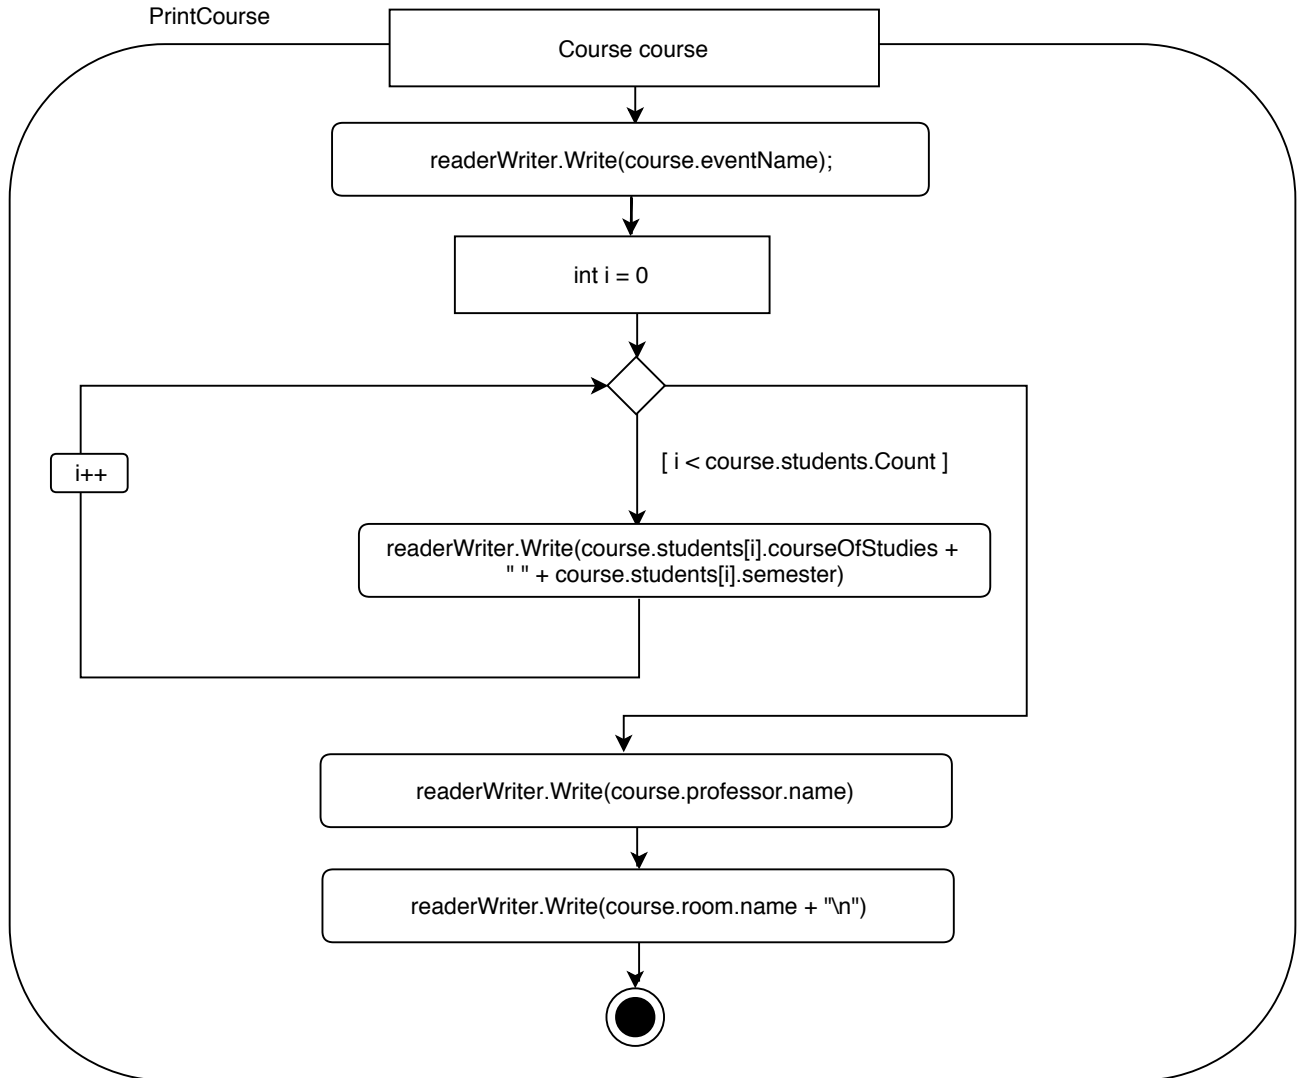 PrintCourse
Course course
readerWriter.Write(course.eventName);
int i = 0
[ i < course.students.Count ]
i++
readerWriter.Write(course.students[i].courseOfStudies +
" " + course.students[i].semester)
readerWriter.Write(course.professor.name)
readerWriter.Write(course.room.name + "\n")